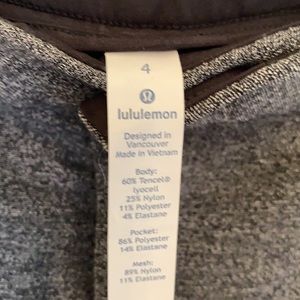 4
lululemon
Designed in
Vancouver
Made in Vietnam
Body:
60% Tencel®
lyocell
25% Nylon
11% Polyester
4% Elastane
Pocket:
86% Polyester
14% Elastane
Mesh:
89% Nylon
11% Elastane